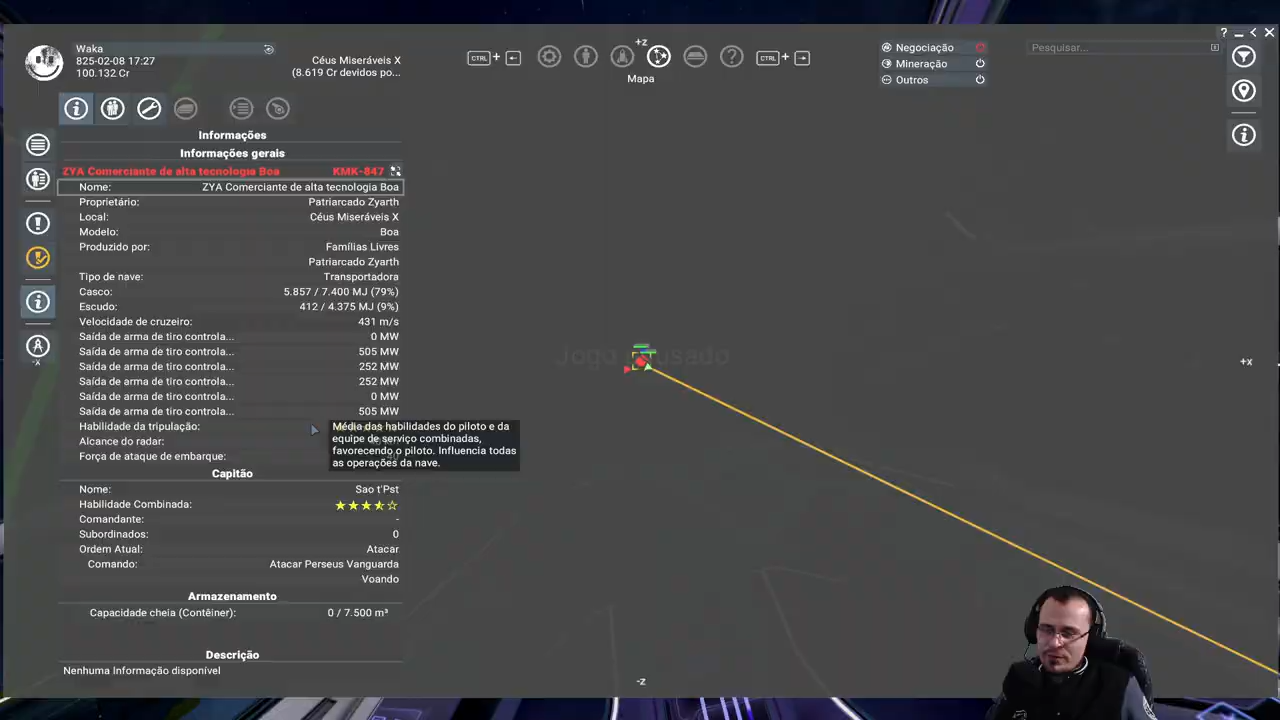 Waka
825-02-08 17:27
100.132 Cr
Céus Miseráveis X
(8.619 Cr devidos po...
CTRL +
+z
CTRL +
Mapa
Negociação
Mineração
Outros
Pesquisar...
Informações
Informações gerais
ZYA Comerciante de alta tecnologia Boa KMK-847
Nome: ZYA Comerciante de alta tecnologia Boa
Proprietário: Patriarcado Zyarth
Local: Céus Miseráveis X
Modelo: Boa
Produzido por: Famílias Livres
Patriarcado Zyarth
Tipo de nave: Transportadora
Casco: 5.857 / 7.400 MJ (79%)
Escudo: 412 / 4.375 MJ (9%)
Velocidade de cruzeiro: 431 m/s
Saída de arma de tiro controla... 0 MW
Saída de arma de tiro controla... 505 MW
Saída de arma de tiro controla... 252 MW
Saída de arma de tiro controla... 252 MW
Saída de arma de tiro controla... 0 MW
Saída de arma de tiro controla... 505 MW
Habilidade da tripulação:
Alcance do radar:
Força de ataque de embarque:
Média das habilidades do piloto e da
equipe de serviço combinadas,
favorecendo o piloto. Influencia todas
as operações da nave.
Capitão
Nome: Sao t'Pst
Habilidade Combinada: ★★★
Comandante: -
Subordinados: 0
Ordem Atual: Atacar
Comando: Atacar Perseus Vanguarda
Voando
Armazenamento
Capacidade cheia (Contêiner): 0 / 7.500 m³
Descrição
Nenhuma Informação disponível
-x
Jogo pausado
+x
-z